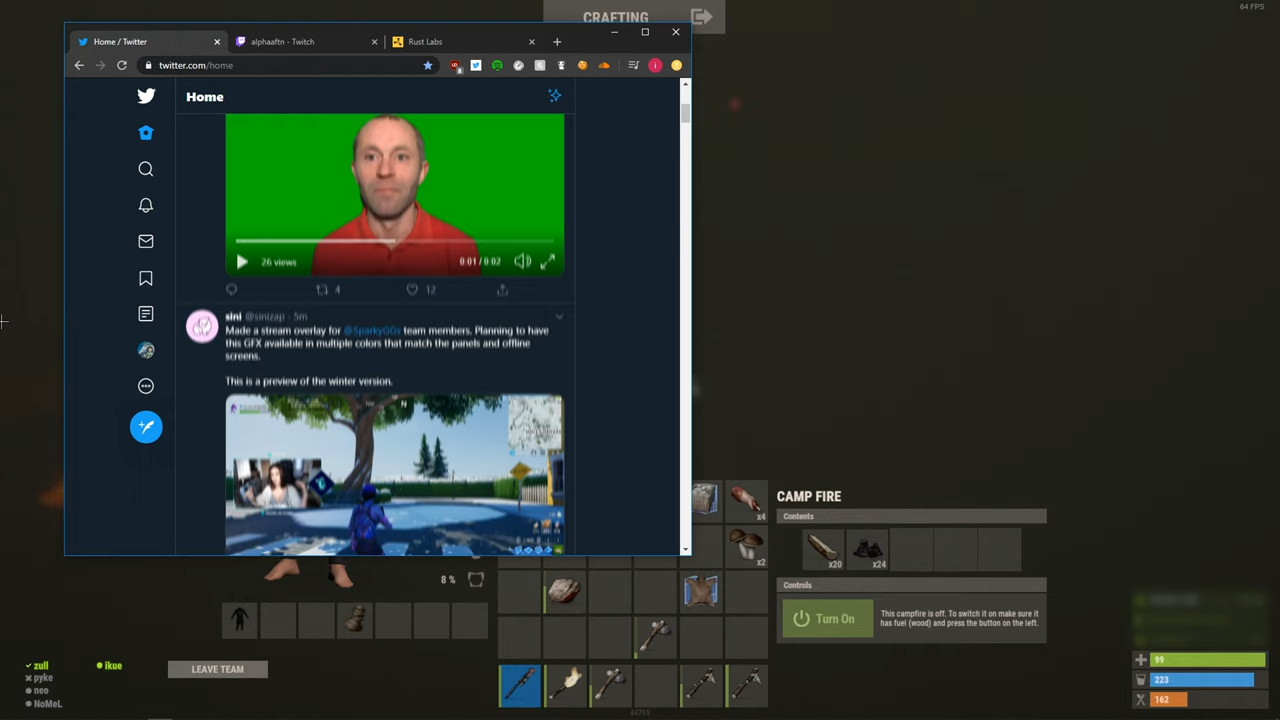 CRAFTING
64 FPS
Home / Twitter
alphaaftn - Twitch
Rust Labs
twitter.com/home
Home
26 views
0:01 / 0:02
4
12
sini @sinizap · 5m
Made a stream overlay for @SparkyGGs team members. Planning to have
this GFX available in multiple colors that match the panels and offline
screens.
This is a preview of the winter version.
x4
x2
CAMP FIRE
Contents
x20
x24
Controls
Turn On
This campfire is off. To switch it on make sure it
has fuel (wood) and press the button on the left.
8 %
zull
ikue
pyke
neo
NoMeL
LEAVE TEAM
99
223
162
44795